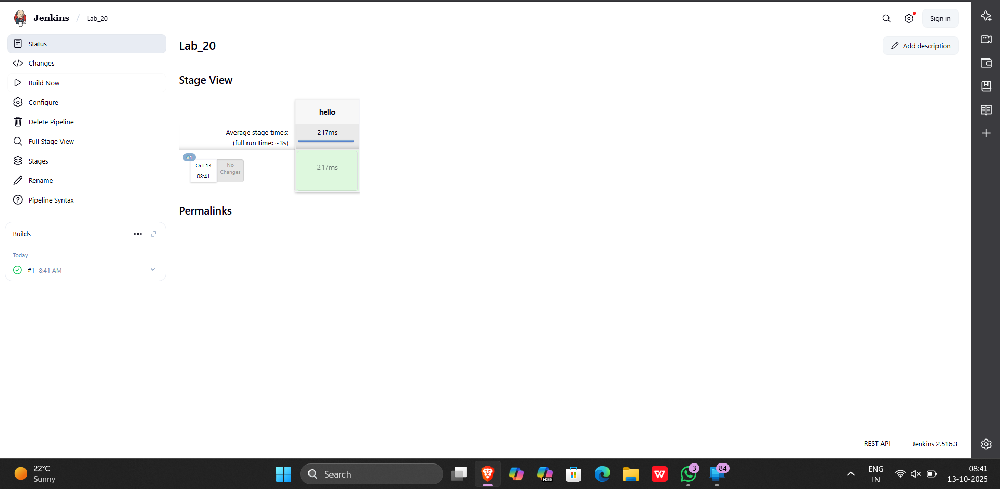 Jenkins / Lab_20
Sign in
Status
Changes
Build Now
Configure
Delete Pipeline
Full Stage View
Stages
Rename
Pipeline Syntax
Builds
Today
#1 8:41 AM
Lab_20
Add description
Stage View
hello
Average stage times:
(full run time: ~3s)
217ms
#1
Oct 13
08:41
No
Changes
217ms
Permalinks
REST API
Jenkins 2.516.3
22°C
Sunny
Search
M365
W
3
84
ENG
IN
08:41
13-10-2025